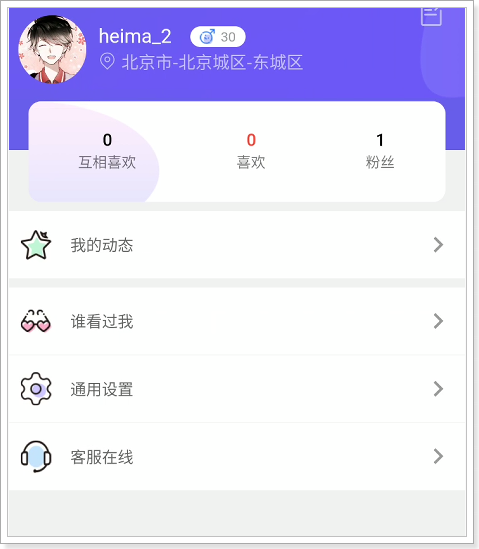 heima_2 30
北京市-北京城区-东城区
0 0 1
互相喜欢 喜欢 粉丝
我的动态
谁看过我
通用设置
客服在线